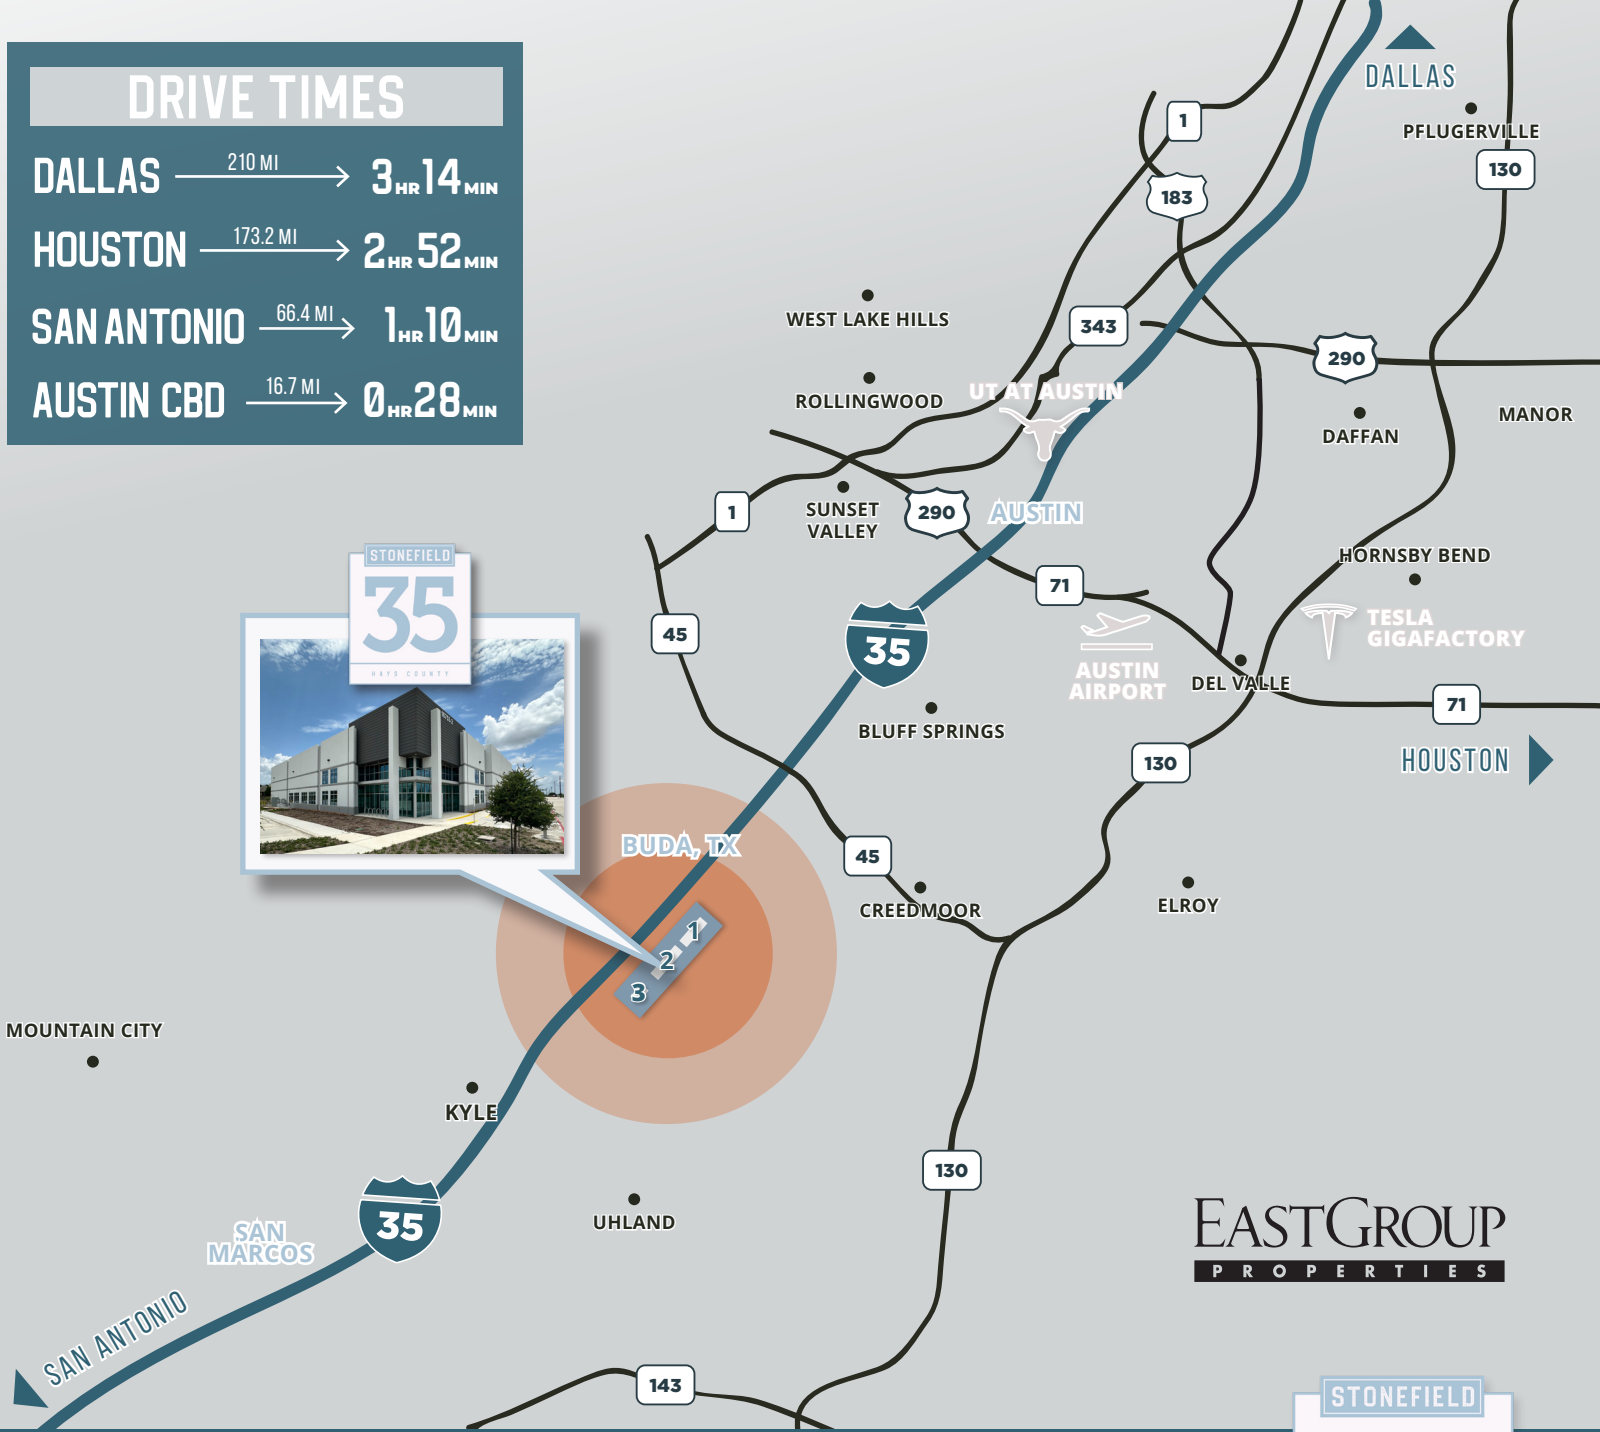 DRIVE TIMES
DALLAS 210 MI 3HR14MIN
HOUSTON 173.2 MI 2HR52MIN
SAN ANTONIO 66.4 MI 1HR10MIN
AUSTIN CBD 16.7 MI 0HR28MIN
DALLAS
PFLUGERVILLE
1
130
183
WEST LAKE HILLS
343
290
ROLLINGWOOD
UT AT AUSTIN
MANOR
DAFFAN
1
SUNSET
VALLEY
290
AUSTIN
HORNSBY BEND
STONEFIELD
35
HAYS COUNTY
71
45
35
TESLA
GIGAFACTORY
AUSTIN
AIRPORT
DEL VALLE
71
BLUFF SPRINGS
130
HOUSTON
BUDA, TX
45
CREEDMOOR
ELROY
1
2
3
MOUNTAIN CITY
KYLE
130
UHLAND
35
SAN
MARCOS
EASTGROUP
PROPERTIES
SAN ANTONIO
143
STONEFIELD